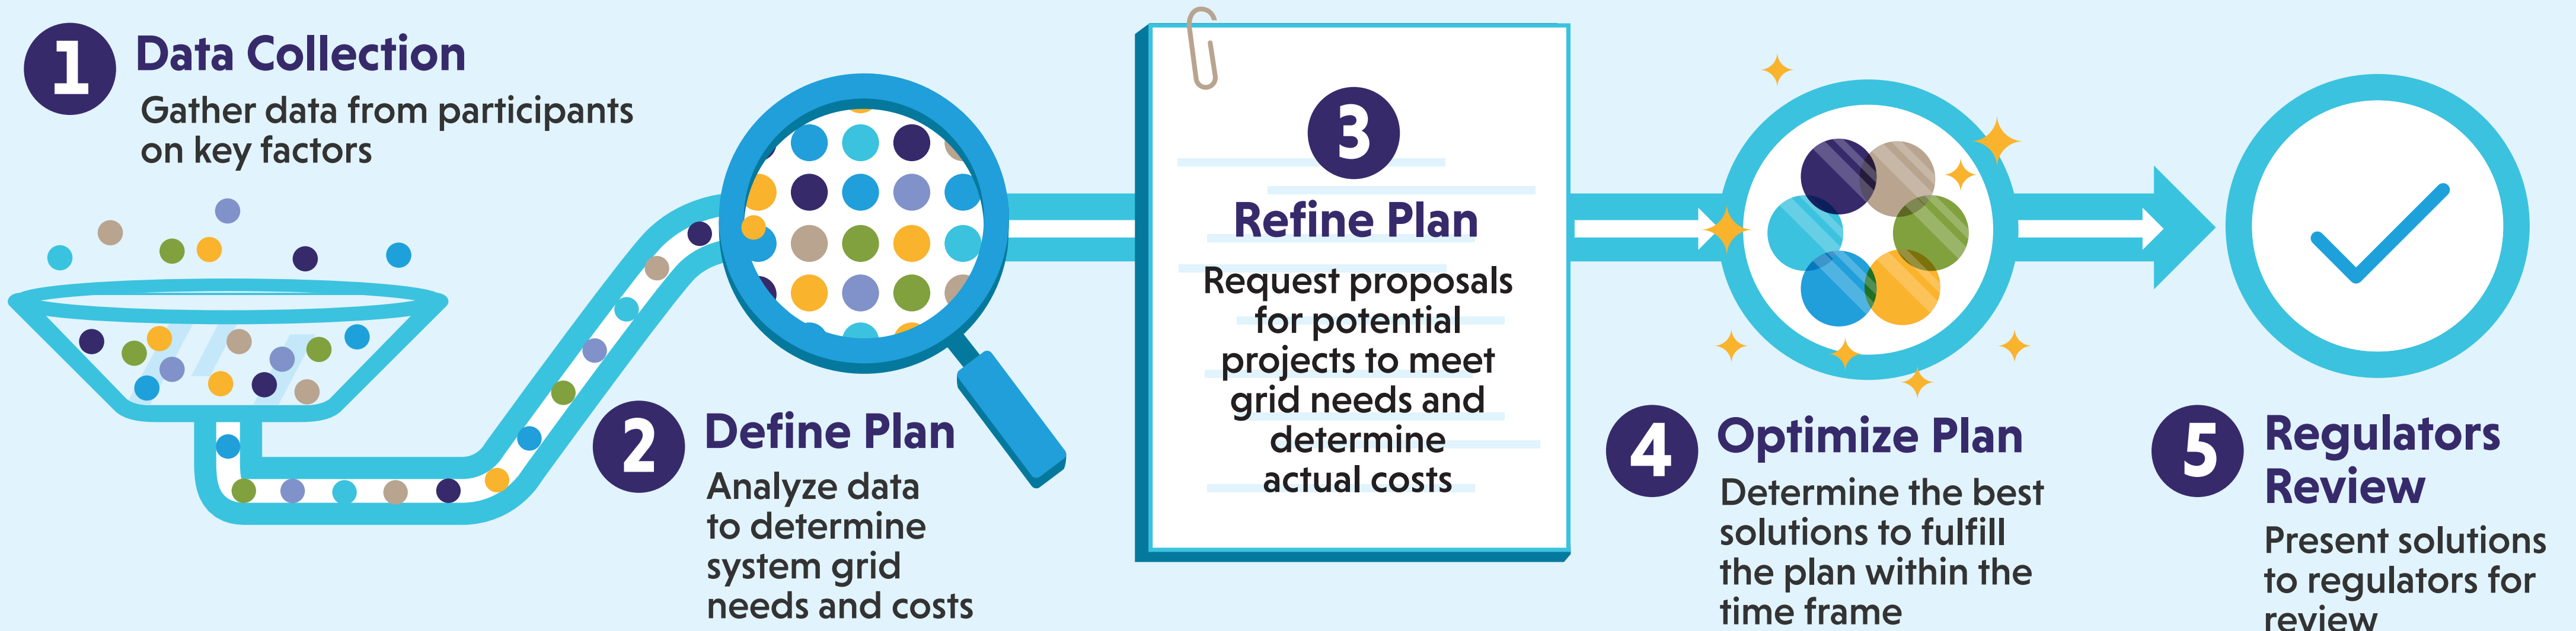 1
Data Collection
Gather data from participants
on key factors
2
Define Plan
Analyze data
to determine
system grid
needs and costs
3
Refine Plan
Request proposals
for potential
projects to meet
grid needs and
determine
actual costs
4
Optimize Plan
Determine the best
solutions to fulfill
the plan within the
time frame
5
Regulators
Review
Present solutions
to regulators for
review